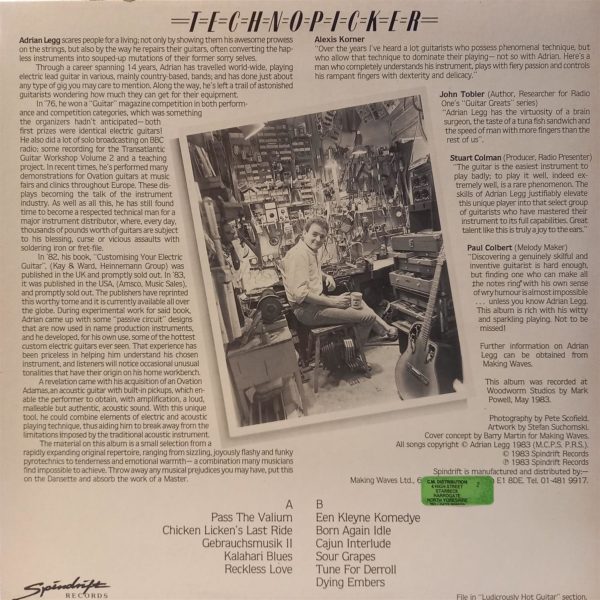 TECHNOPICKER
Adrian Legg scares people for a living; not only by showing them his awesome prowess
on the strings, but also by the way he repairs their guitars, often converting the hap-
less instruments into souped-up mutations of their former sorry selves.
Through a career spanning 14 years, Adrian has travelled world-wide, playing
electric lead guitar in various, mainly country-based, bands; and has done just about
any type of gig you may care to mention. Along the way, he's left a trail of astonished
guitarists wondering how much they can get for their equipment.
In '76, he won a "Guitar" magazine competition in both perform-
ance and competition categories, which was something
the organizers hadn't anticipated — both
first prizes were identical electric guitars!
He also did a lot of solo broadcasting on BBC
radio; some recording for the Transatlantic
Guitar Workshop Volume 2 and a teaching
project. In recent times, he's performed many
demonstrations for Ovation guitars at music
fairs and clinics throughout Europe. These dis-
plays becoming the talk of the instrument
industry. As well as all this, he has still found
time to become a respected technical man for a
major instrument distributor, where, every day,
thousands of pounds worth of guitars are subject
to his blessing, curse or vicious assaults with
soldering iron or fret-file.
In '82, his book, "Customising Your Electric
Guitar", (Kay & Ward, Heinnemann Group) was
published in the UK and promptly sold out. In '83,
it was published in the USA, (Amsco, Music Sales),
and promptly sold out. The publishers have reprinted
this worthy tome and it is currently available all over
the globe. During experimental work for said book,
Adrian came up with some "passive circuit" designs
that are now used in name production instruments,
and he developed, for his own use, some of the hottest
custom electric guitars ever seen. That experience has
been priceless in helping him understand his chosen
instrument, and listeners will notice occasional unusual
tonalities that have their origin on his home workbench.
A revelation came with his acquisition of an Ovation
Adamas,an acoustic guitar with built-in pickups, which en-
able the performer to obtain, with amplification, a loud,
malleable but authentic, acoustic sound. With this unique
tool, he could combine elements of electric and acoustic
playing technique, thus aiding him to break away from the
limitations imposed by the traditional acoustic instrument.
The material on this album is a small selection from a
rapidly expanding original repertoire, ranging from sizzling, joyously flashy and funky
pyrotechnics to tenderness and emotional warmth — a combination many musicians
find impossible to achieve. Throw away any musical prejudices you may have, put this
on the Dansette and absorb the work of a Master.
Alexis Korner
"Over the years I've heard a lot guitarists who possess phenomenal technique, but
who allow that technique to dominate their playing — not so with Adrian. Here's a
man who completely understands his instrument, plays with fiery passion and controls
his rampant fingers with dexterity and delicacy."
John Tobler (Author, Researcher for Radio
One's "Guitar Greats" series)
"Adrian Legg has the virtuosity of a brain
surgeon, the taste of a tuna fish sandwich and
the speed of man with more fingers than the
rest of us".
Stuart Colman (Producer, Radio Presenter)
"The guitar is the easiest instrument to
play badly; to play it well, indeed ex-
tremely well, is a rare phenomenon. The
skills of Adrian Legg justifiably elevate
this unique player into that select group
of guitarists who have mastered their
instrument to its full capabilities. Great
talent like this is truly a joy to the ears."
Paul Colbert (Melody Maker)
"Discovering a genuinely skilful and
inventive guitarist is hard enough,
but finding one who can make all
the notes ring with his own sense
of wry humour is almost impossible
... unless you know Adrian Legg.
This album is rich with his witty
and sparkling playing. Not to be
missed!
Further information on Adrian
Legg can be obtained from
Making Waves.
This album was recorded at
Woodworm Studios by Mark
Powell, May 1983.
Photography by Pete Scofield.
Artwork by Stefan Suchomski.
Cover concept by Barry Martin for Making Waves.
All songs copyright © Adrian Legg 1983 (M.C.P.S. P.R.S.).
℗ 1983 Spindrift Records
© 1983 Spindrift Records
Spindrift is manufactured and distributed by:—
Making Waves Ltd., 6 E1 8DE. Tel. 01-481 9917.
C.M. DISTRIBUTION 2
HIGH STREET
STARBECK
HARROGATE
NORTH YORKSHIRE
A
Pass The Valium
Chicken Licken's Last Ride
Gebrauchsmusik II
Kalahari Blues
Reckless Love
B
Een Kleyne Komedye
Born Again Idle
Cajun Interlude
Sour Grapes
Tune For Derroll
Dying Embers
Spindrift
RECORDS
File in "Ludicrously Hot Guitar" section.